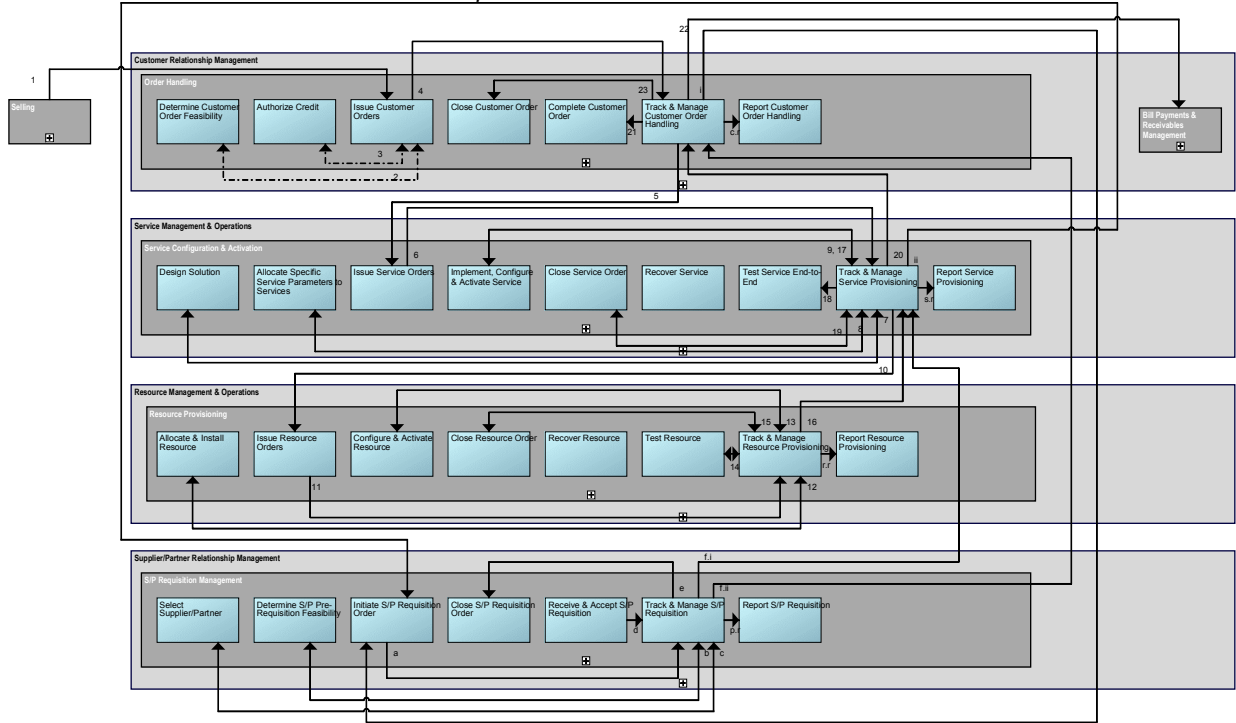 22
Customer Relationship Management
1
Order Handling
4
23
i
Selling
Determine Customer
Order Feasibility
Authorize Credit
Issue Customer
Orders
Close Customer Order
Complete Customer
Order
Track & Manage
Customer Order
Handling
Report Customer
Order Handling
Bill Payments &
Receivables
Management
21
c.r
3
2
5
Service Management & Operations
Service Configuration & Activation
6
9, 17
20
ii
Design Solution
Allocate Specific
Service Parameters to
Services
Issue Service Orders
Implement, Configure
& Activate Service
Close Service Order
Recover Service
Test Service End-to-
End
Track & Manage
Service Provisioning
Report Service
Provisioning
18
s.r
19
8
7
10
Resource Management & Operations
Resource Provisioning
15
13
16
Allocate & Install
Resource
Issue Resource
Orders
Configure & Activate
Resource
Close Resource Order
Recover Resource
Test Resource
Track & Manage
Resource Provisioning
Report Resource
Provisioning
14
r.r
11
12
Supplier/Partner Relationship Management
f.i
S/P Requisition Management
e
f.ii
Select
Supplier/Partner
Determine S/P Pre-
Requisition Feasibility
Initiate S/P Requisition
Order
Close S/P Requisition
Order
Receive & Accept S/P
Requisition
Track & Manage S/P
Requisition
Report S/P Requisition
d
p.r
a
b
c